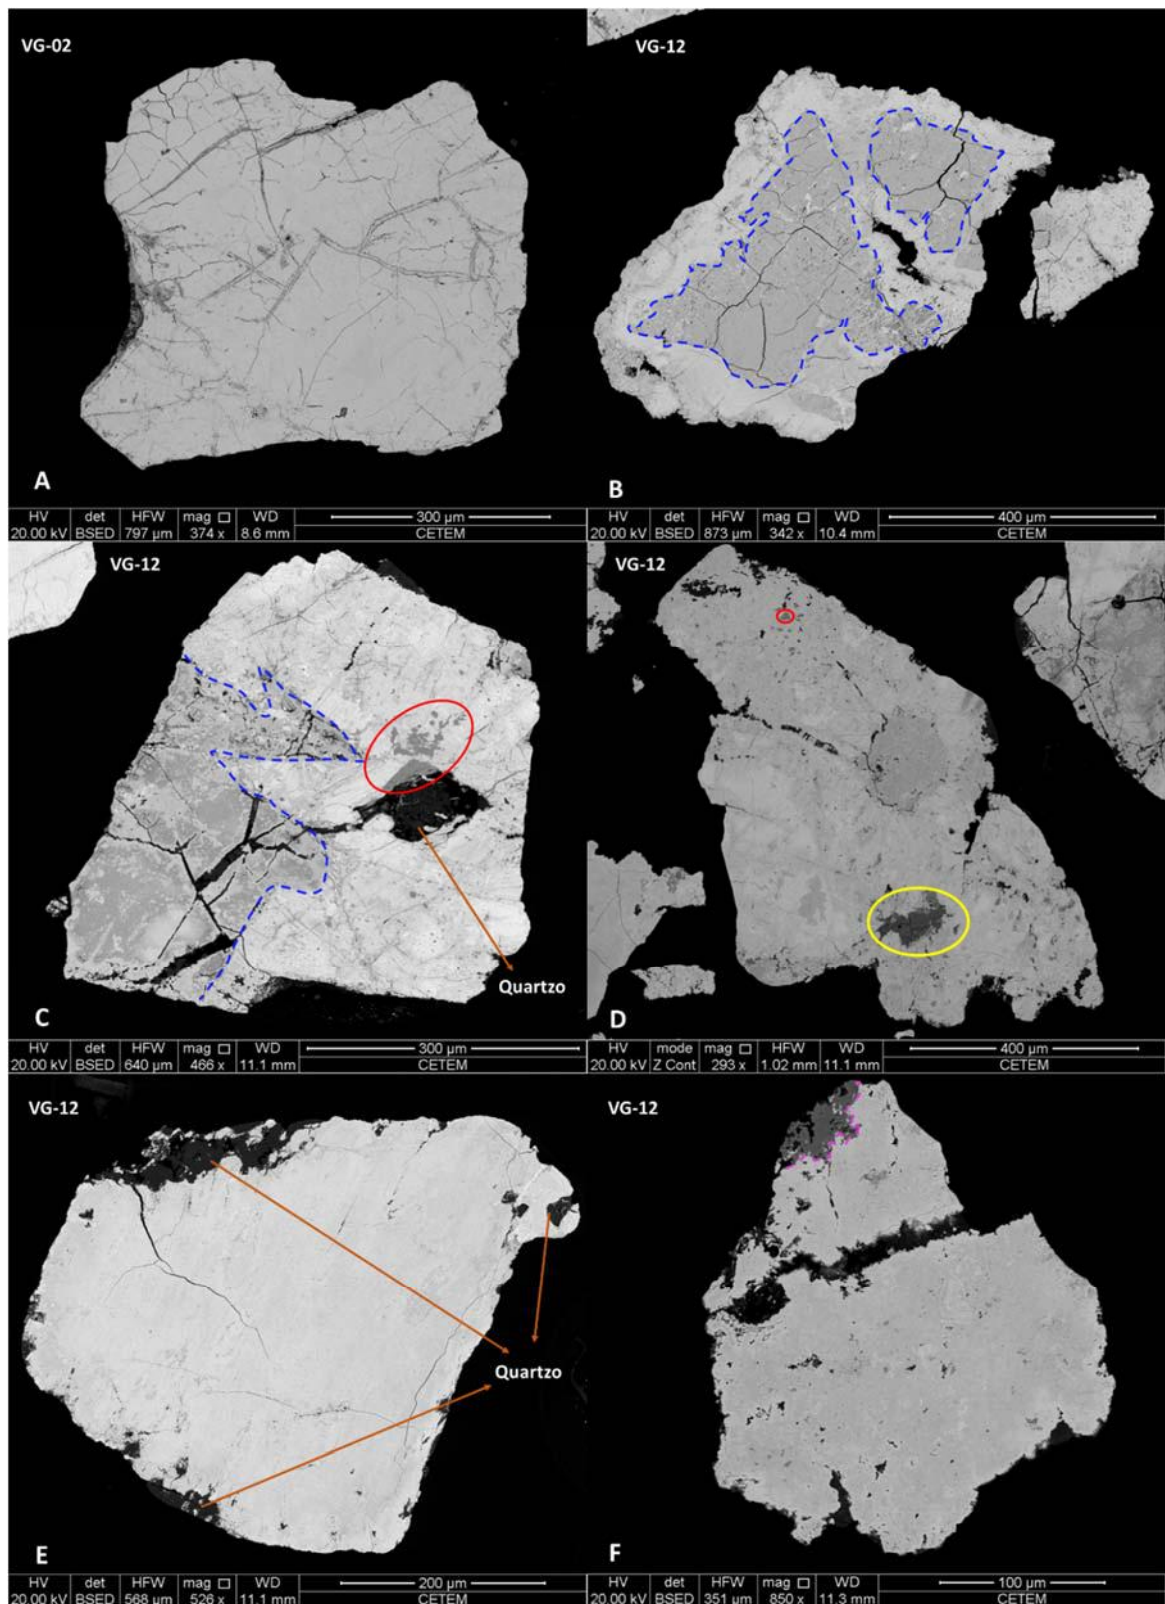 VG-02
A
HV det HFW mag □ WD 300 µm
20.00 kV BSED 797 µm 374 x 8.6 mm CETEM
VG-12
B
HV det HFW mag □ WD 400 µm
20.00 kV BSED 873 µm 342 x 10.4 mm CETEM
VG-12
Quartzo
C
HV det HFW mag □ WD 300 µm
20.00 kV BSED 640 µm 466 x 11.1 mm CETEM
VG-12
D
HV mode mag □ HFW WD 400 µm
20.00 kV Z Cont 293 x 1.02 mm 11.1 mm CETEM
VG-12
Quartzo
E
HV det HFW mag □ WD 200 µm
20.00 kV BSED 568 µm 526 x 11.1 mm CETEM
VG-12
F
HV det HFW mag □ WD 100 µm
20.00 kV BSED 351 µm 850 x 11.3 mm CETEM